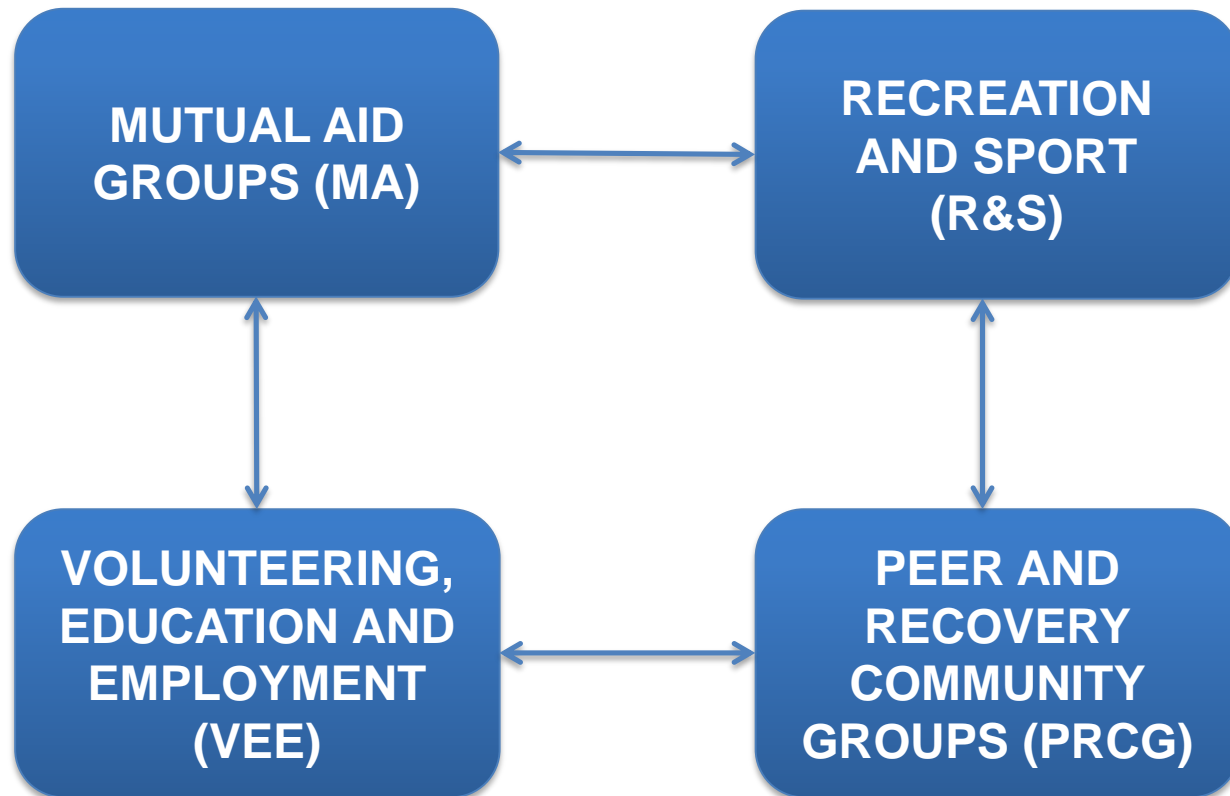 MUTUAL AID
GROUPS (MA)
RECREATION
AND SPORT
(R&S)
VOLUNTEERING,
EDUCATION AND
EMPLOYMENT
(VEE)
PEER AND
RECOVERY
COMMUNITY
GROUPS (PRCG)